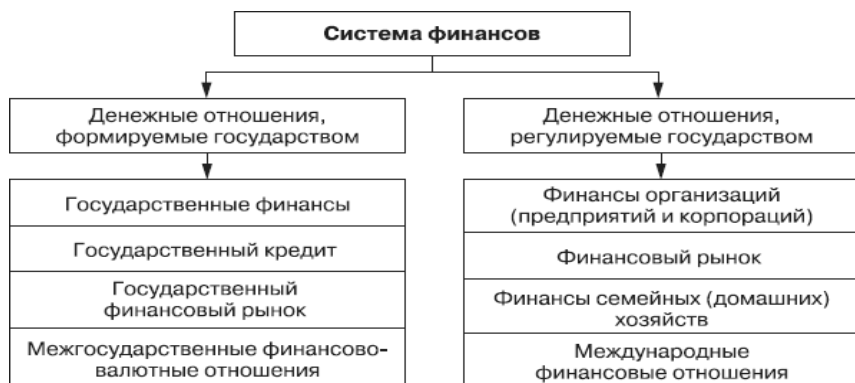 Система финансов
Денежные отношения,
формируемые государством
Государственные финансы
Государственный кредит
Государственный
финансовый рынок
Межгосударственные финансово-
валютные отношения
Денежные отношения,
регулируемые государством
Финансы организаций
(предприятий и корпораций)
Финансовый рынок
Финансы семейных (домашних)
хозяйств
Международные
финансовые отношения